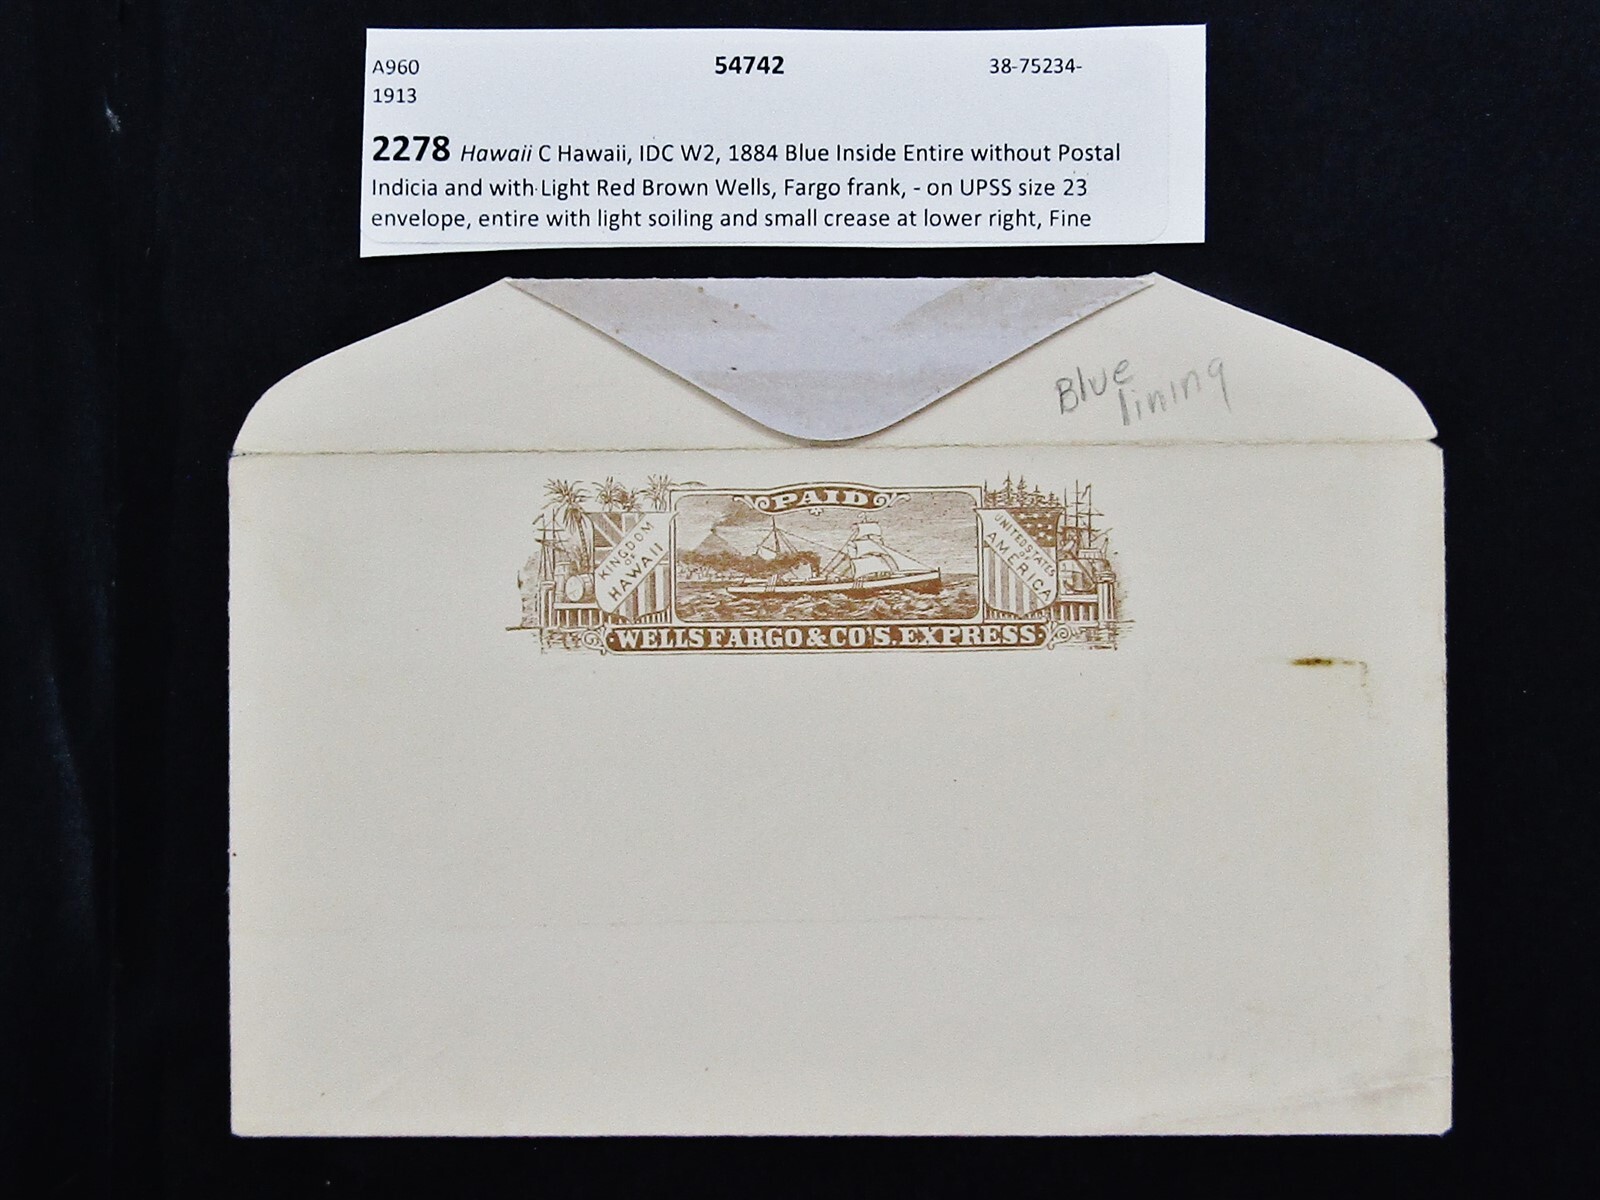 A960 54742 38-75234-
1913
2278 Hawaii C Hawaii, IDC W2, 1884 Blue Inside Entire without Postal
Indicia and with Light Red Brown Wells, Fargo frank, - on UPSS size 23
envelope, entire with light soiling and small crease at lower right, Fine
Blue
lining
PAID
KINGDOM
OF
HAWAII
UNITED STATES
OF
AMERICA
WELLS FARGO & CO'S. EXPRESS.